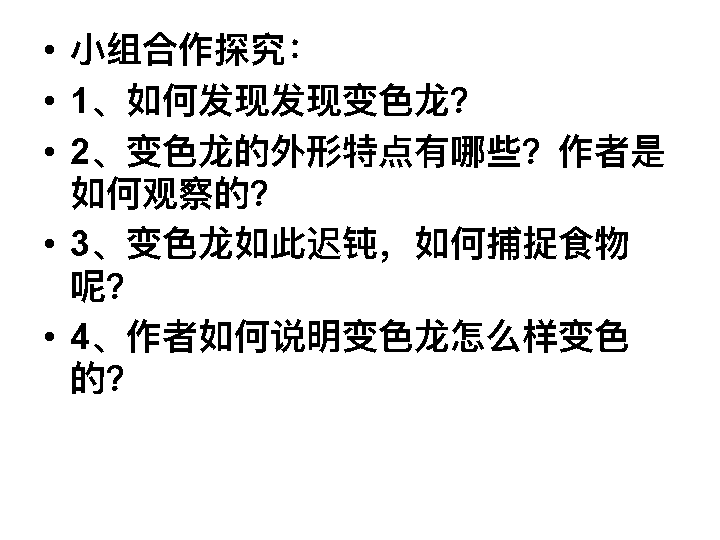 • 小组合作探究：
• 1、如何发现发现变色龙？
• 2、变色龙的外形特点有哪些？作者是
如何观察的？
• 3、变色龙如此迟钝，如何捕捉食物
呢？
• 4、作者如何说明变色龙怎么样变色
的？